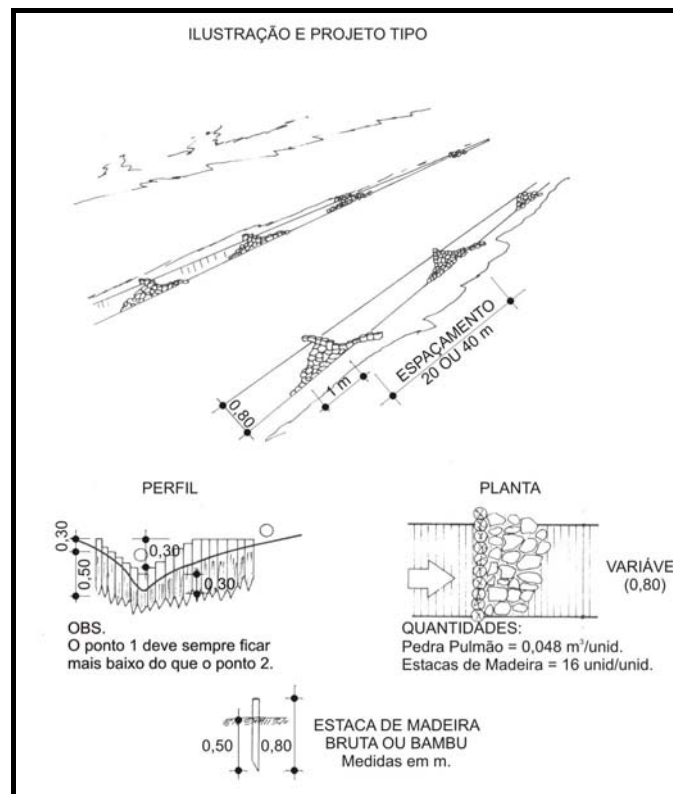 ILUSTRAÇÃO E PROJETO TIPO
ESPAÇAMENTO
20 OU 40 m
1 m
0,80
PERFIL
0,30
0,50
0,30
0,30
OBS.
O ponto 1 deve sempre ficar
mais baixo do que o ponto 2.
PLANTA
VARIÁVE
(0,80)
QUANTIDADES:
Pedra Pulmão = 0,048 m³/unid.
Estacas de Madeira = 16 unid/unid.
0,50
0,80
ESTACA DE MADEIRA
BRUTA OU BAMBU
Medidas em m.